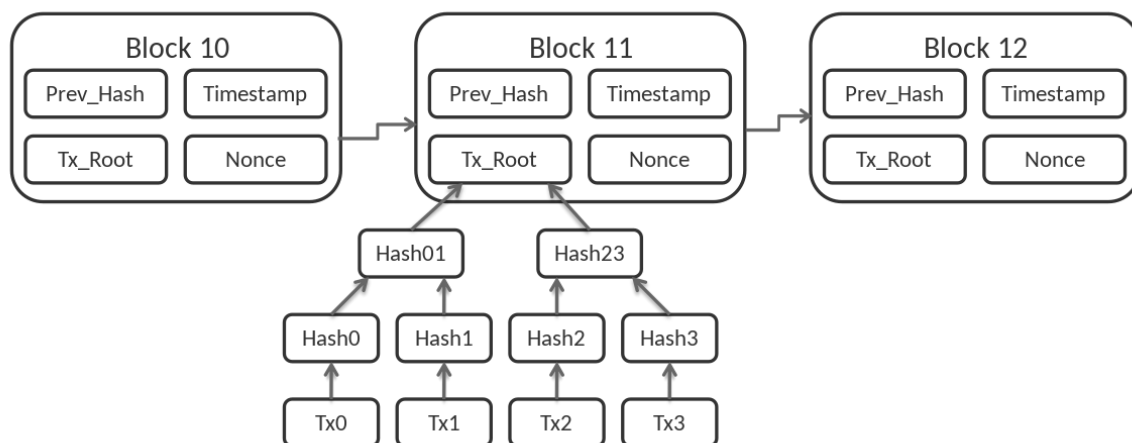 Block 10
Block 11
Block 12
Prev_Hash Timestamp
Prev_Hash Timestamp
Prev_Hash Timestamp
Tx_Root Nonce
Tx_Root Nonce
Tx_Root Nonce
Hash01
Hash23
Hash0
Hash1
Hash2
Hash3
Tx0
Tx1
Tx2
Tx3